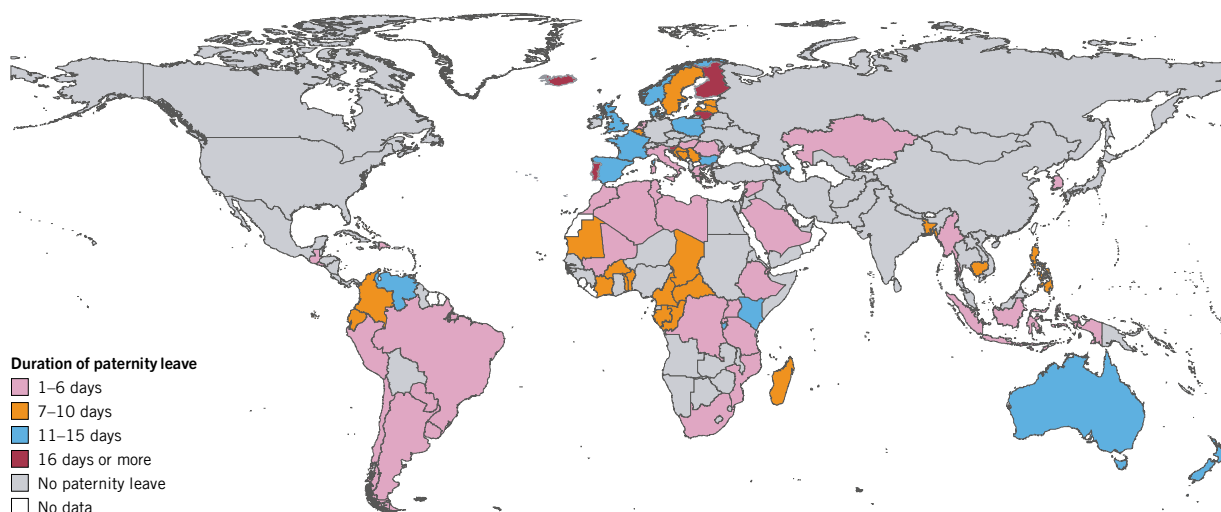 Duration of paternity leave
1–6 days
7–10 days
11–15 days
16 days or more
No paternity leave
No data